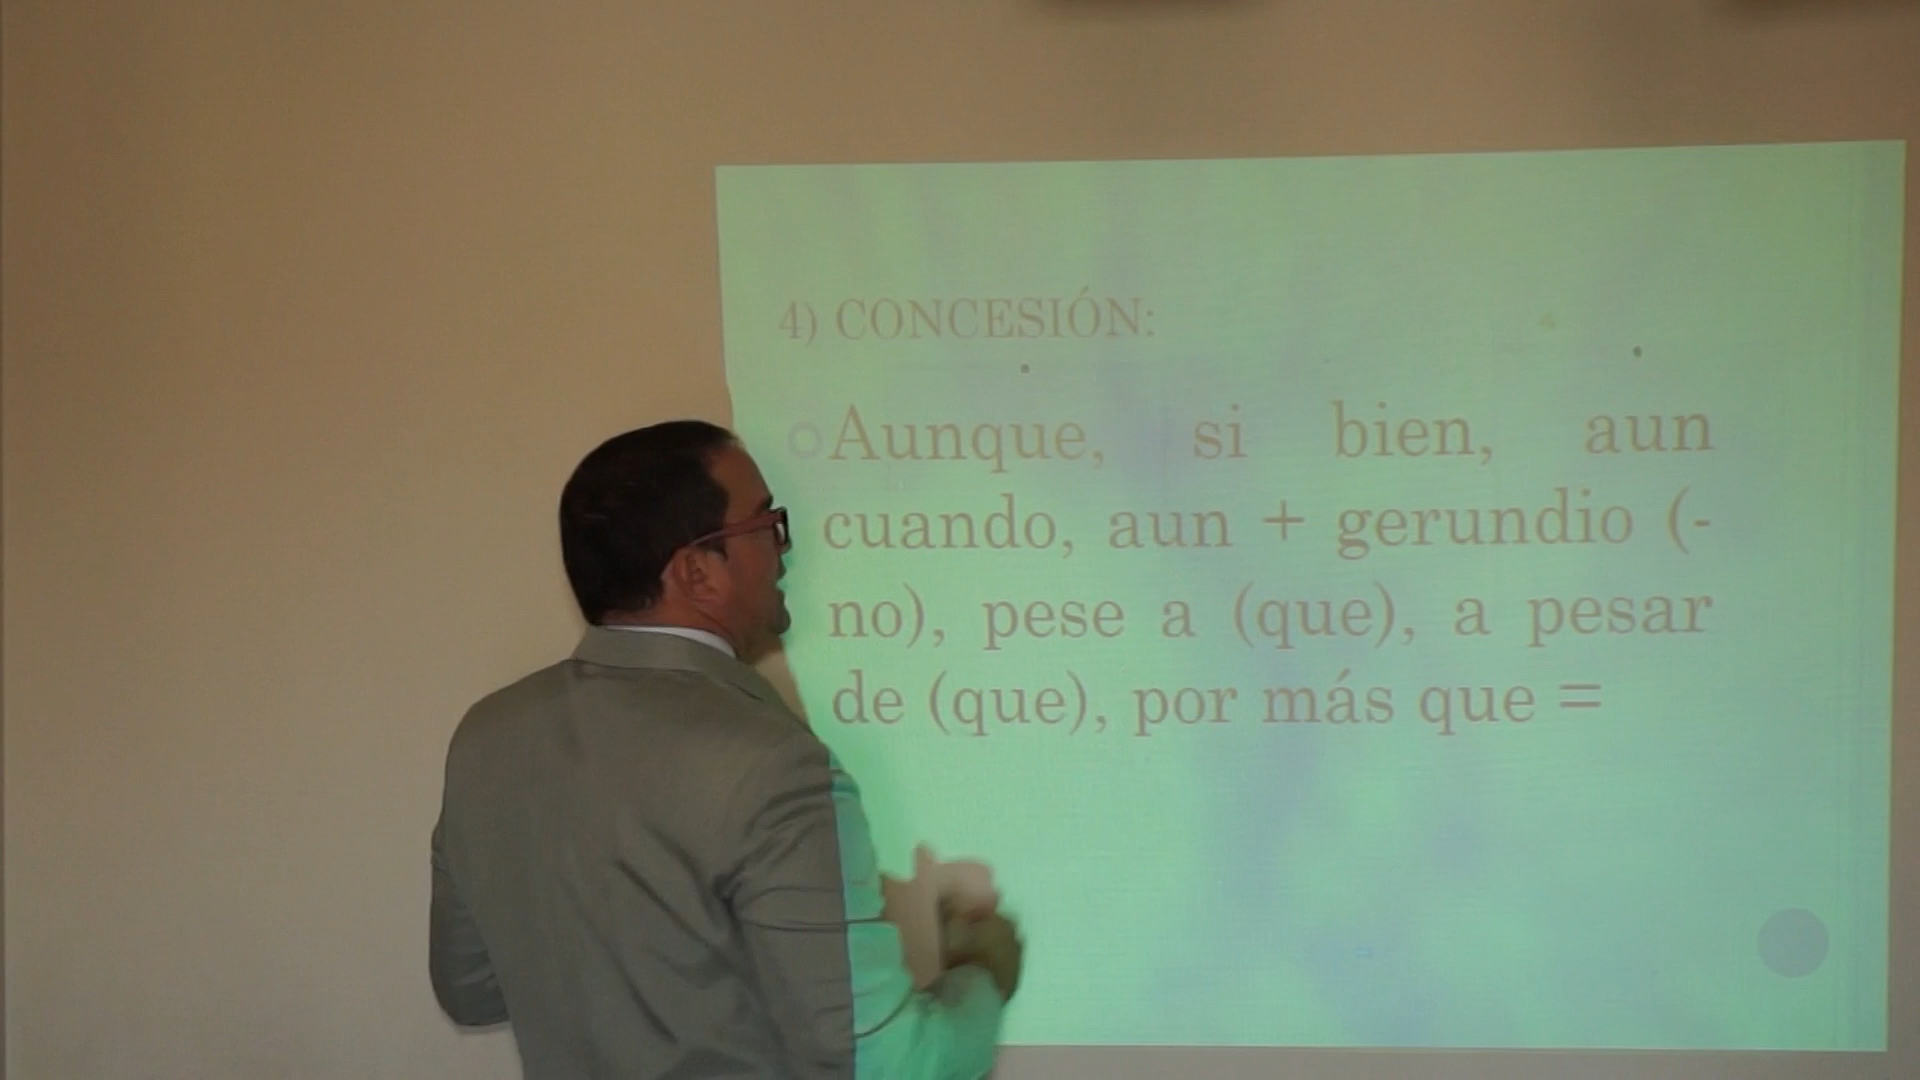 4) CONCESIÓN:
Aunque, si bien, aun
cuando, aun + gerundio (-
no), pese a (que), a pesar
de (que), por más que =